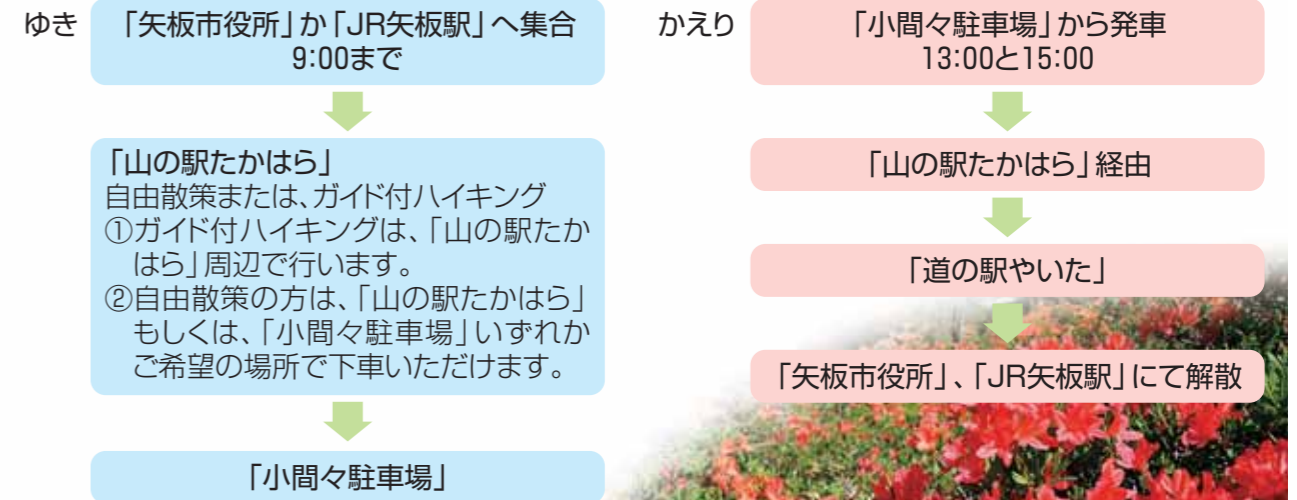 ゆき
「矢板市役所」か「JR矢板駅」へ集合
9:00まで
「山の駅たかはら」
自由散策または、ガイド付ハイキング
①ガイド付ハイキングは、「山の駅たか
はら」周辺で行います。
②自由散策の方は、「山の駅たかはら」
もしくは、「小間々駐車場」いずれか
ご希望の場所で下車いただけます。
「小間々駐車場」
かえり
「小間々駐車場」から発車
13:00と15:00
「山の駅たかはら」経由
「道の駅やいた」
「矢板市役所」、「JR矢板駅」にて解散